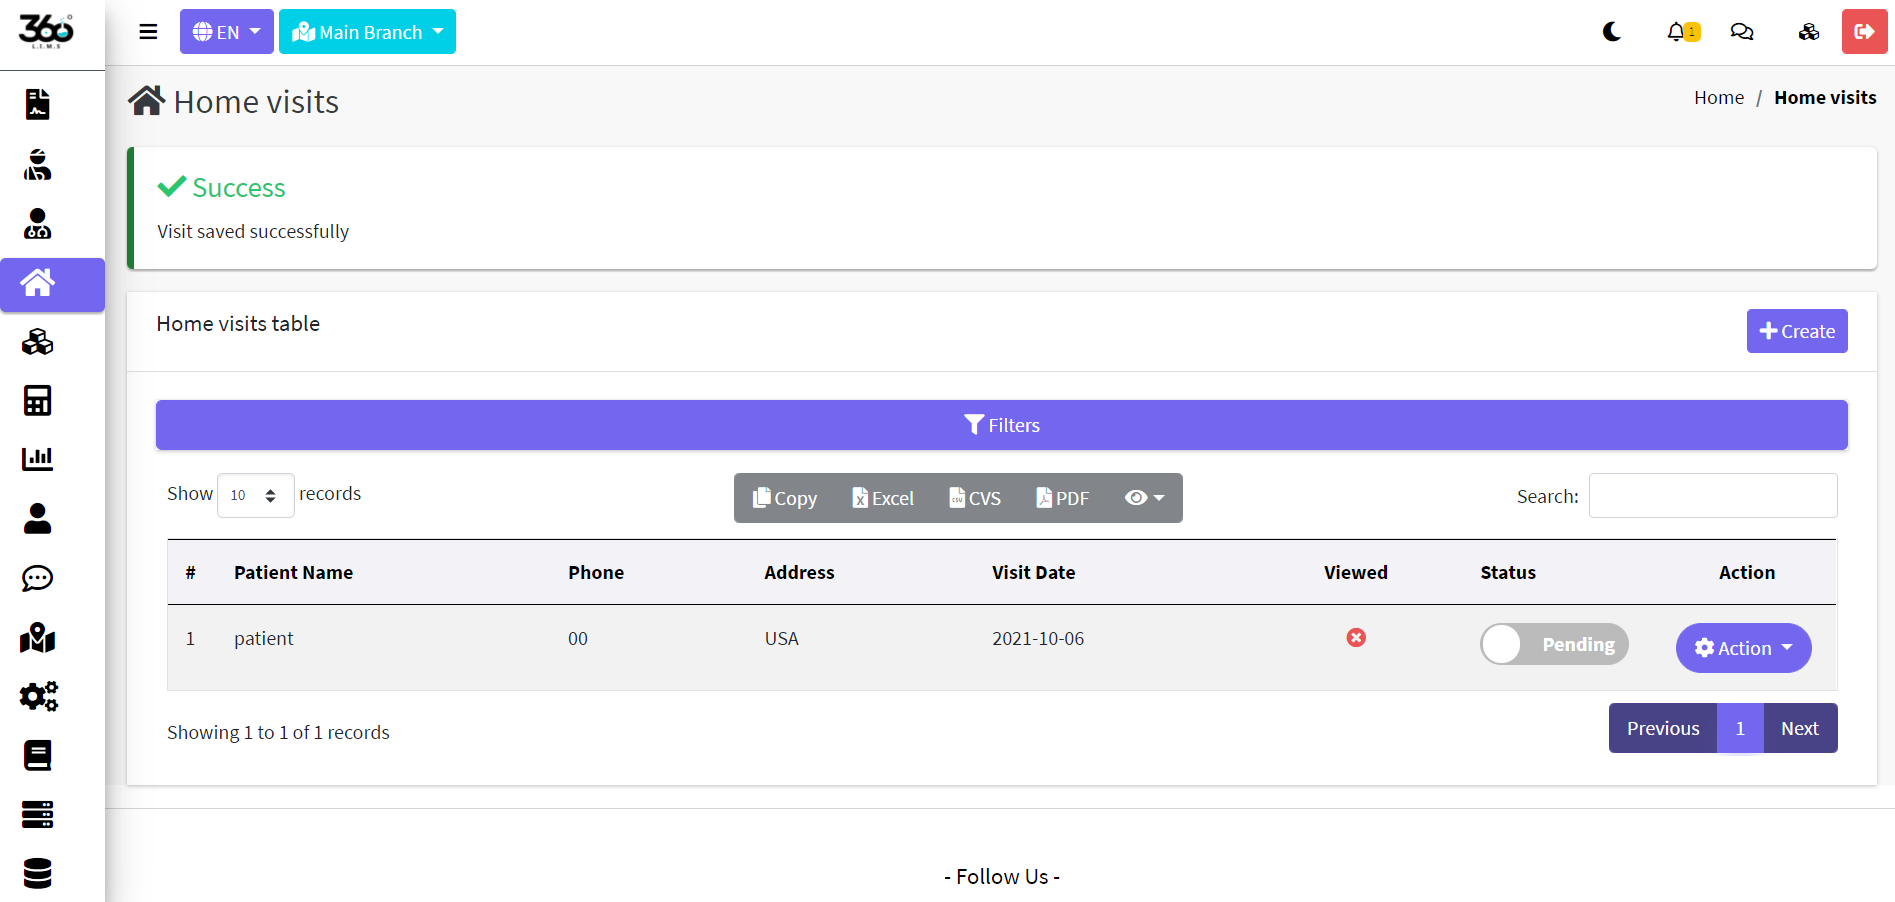 360°
L.I.M.S
EN
Main Branch
1
Home visits
Home / Home visits
Success
Visit saved successfully
Home visits table
Create
Filters
Show 10 records
Copy
Excel
CVS
PDF
Search:
# Patient Name Phone Address Visit Date Viewed Status Action
1 patient 00 USA 2021-10-06 Pending Action
Showing 1 to 1 of 1 records
Previous 1 Next
- Follow Us -